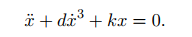 ẍ + dẋ³ + kx = 0.